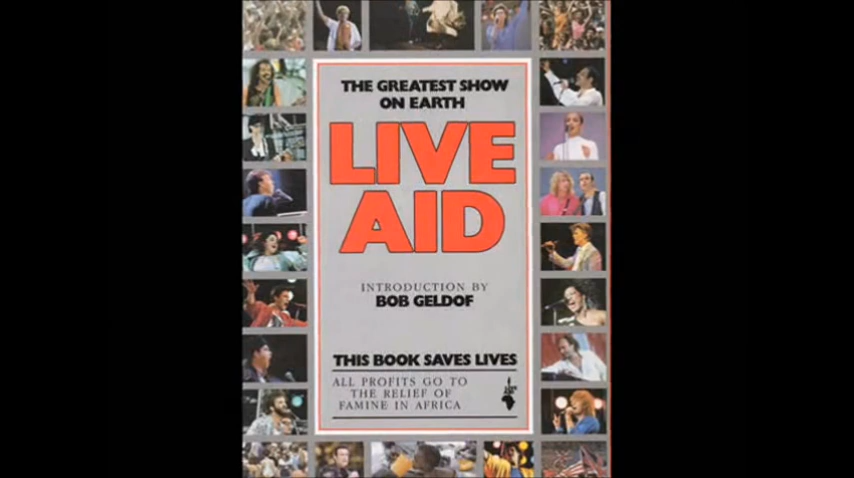 THE GREATEST SHOW
ON EARTH
LIVE
AID
INTRODUCTION BY
BOB GELDOF
THIS BOOK SAVES LIVES
ALL PROFITS GO TO
THE RELIEF OF
FAMINE IN AFRICA